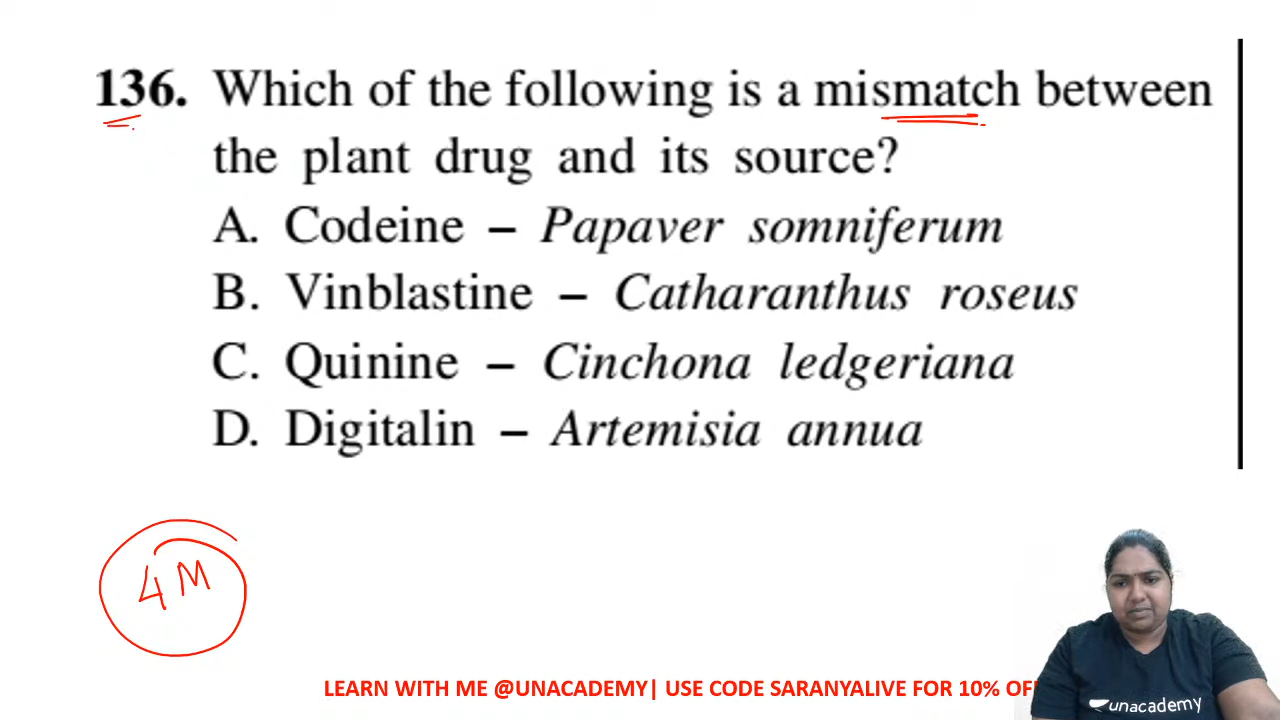 136. Which of the following is a mismatch between
the plant drug and its source?
A. Codeine – Papaver somniferum
B. Vinblastine – Catharanthus roseus
C. Quinine – Cinchona ledgeriana
D. Digitalin – Artemisia annua
4M
LEARN WITH ME @UNACADEMY| USE CODE SARANYALIVE FOR 10% OF
unacademy